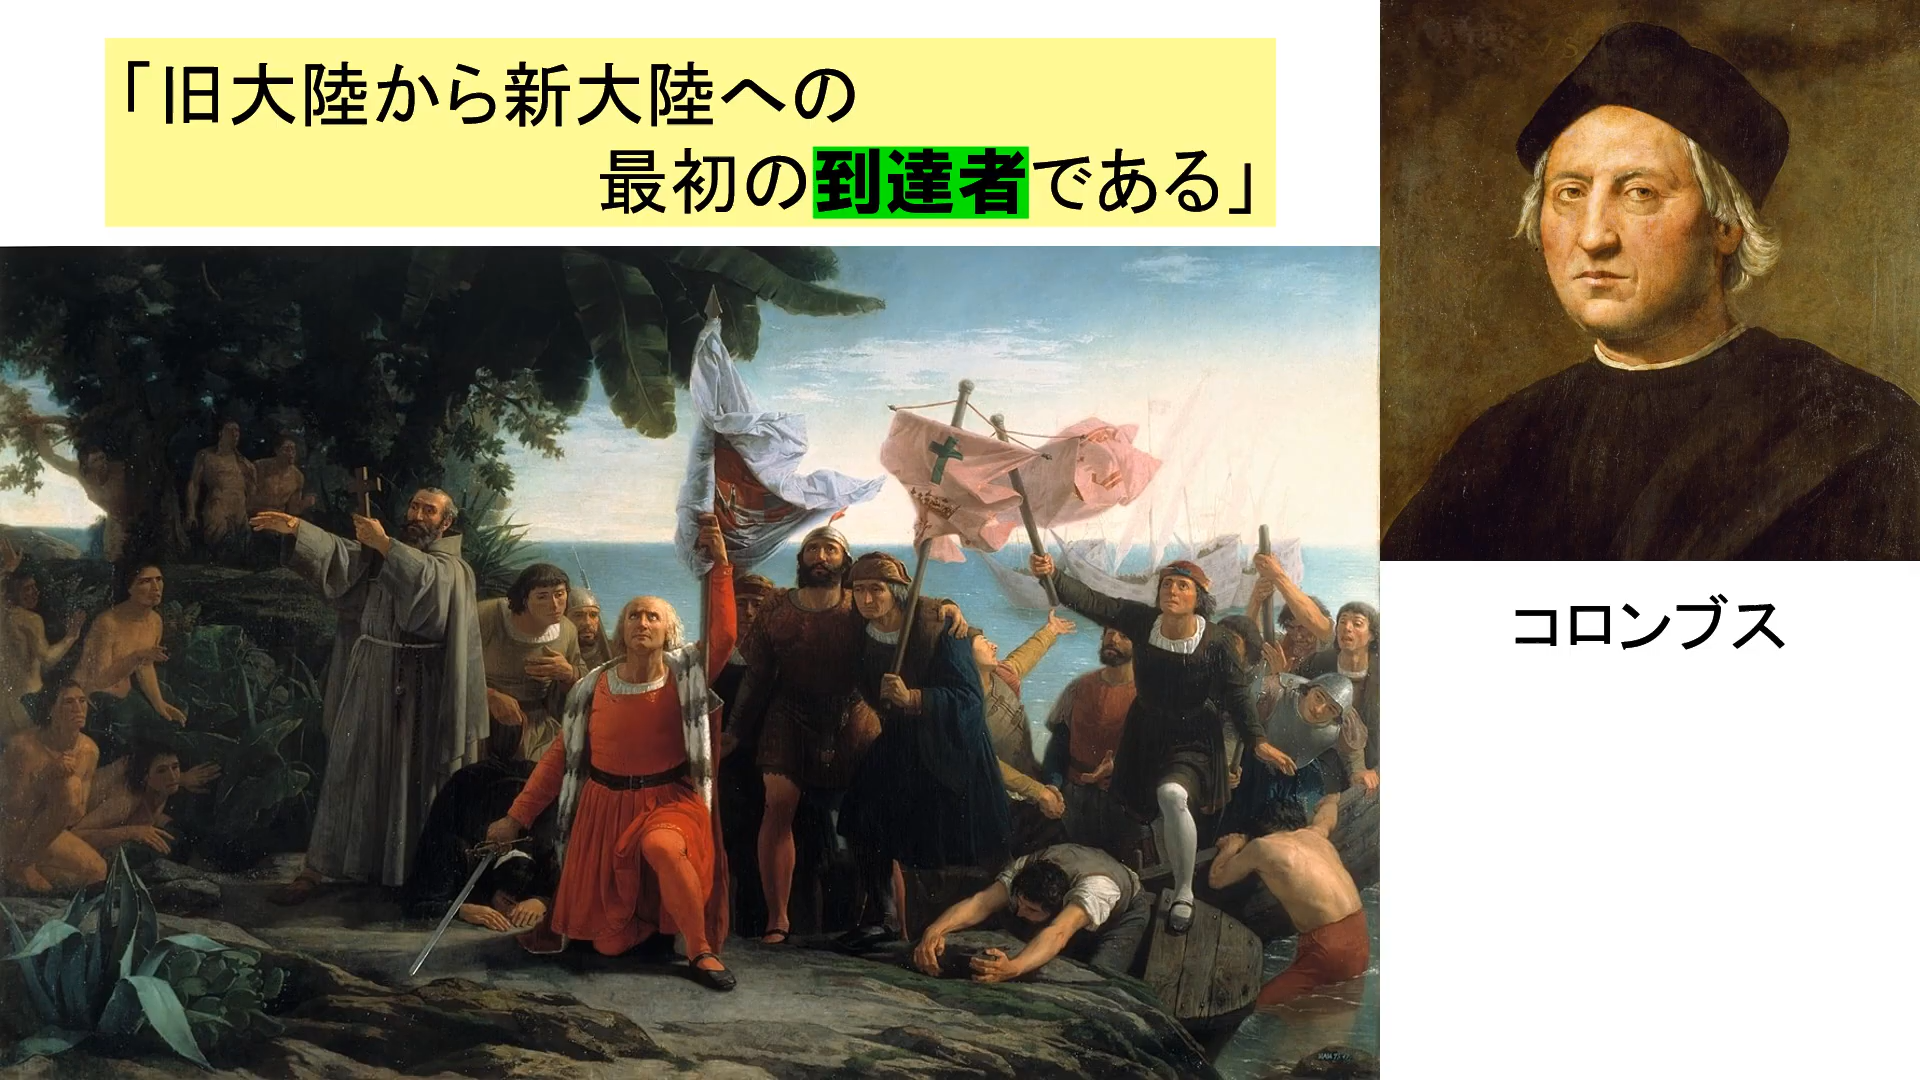 「旧大陸から新大陸への
最初の到達者である」
コロンブス